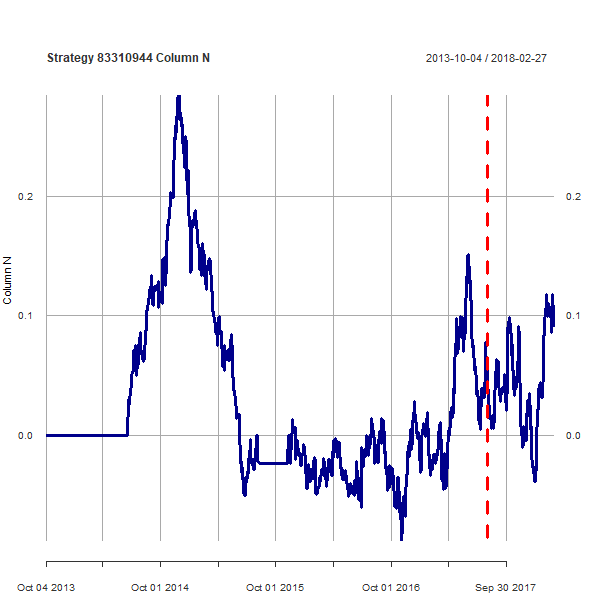 Strategy 83310944 Column N
2013-10-04 / 2018-02-27
Column N
0.2
0.2
0.1
0.1
0.0
0.0
Oct 04 2013
Oct 01 2014
Oct 01 2015
Oct 01 2016
Sep 30 2017